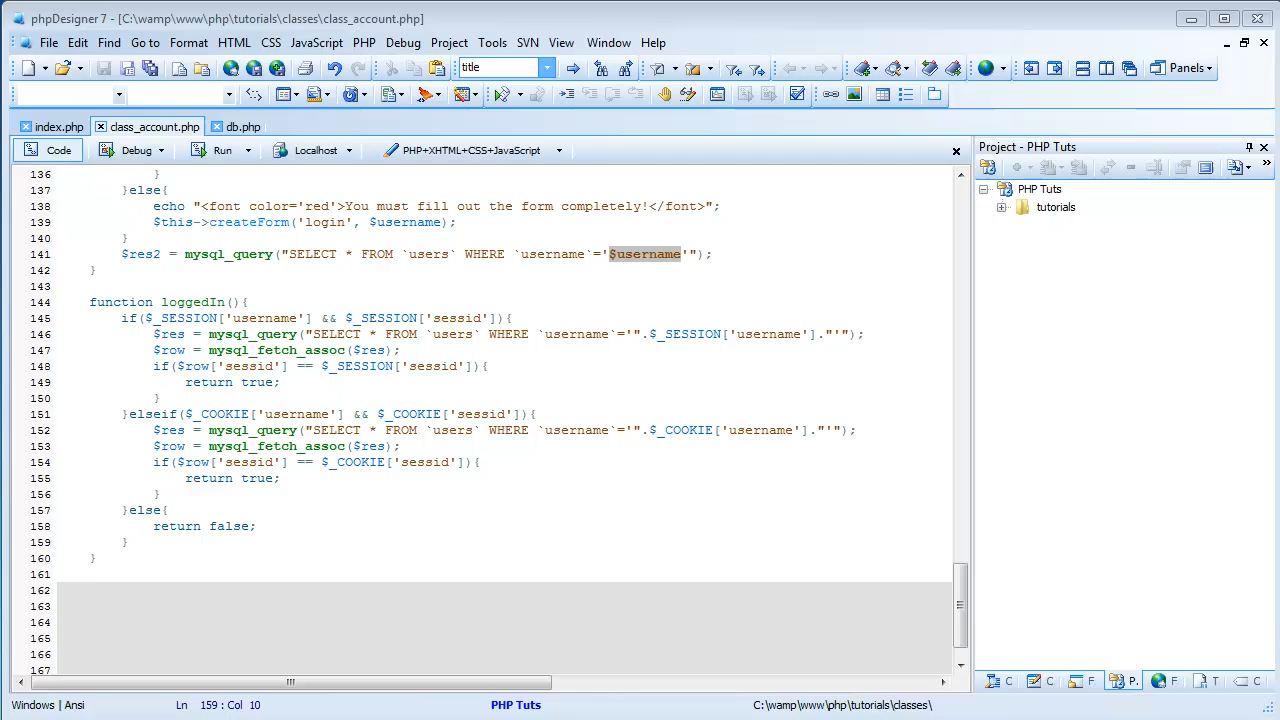 phpDesigner 7 - [C:\wamp\www\php\tutorials\classes\class_account.php]
File Edit Find Go to Format HTML CSS JavaScript PHP Debug Project Tools SVN View Window Help
title
Panels
index.php class_account.php db.php
Code Debug Run Localhost PHP+XHTML+CSS+JavaScript
Project - PHP Tuts
PHP Tuts
tutorials
136 }
137 }else{
138 echo "<font color='red'>You must fill out the form completely!</font>";
139 $this->createForm('login', $username);
140 }
141 $res2 = mysql_query("SELECT * FROM `users` WHERE `username`='$username'");
142 }
143
144 function loggedIn(){
145 if($_SESSION['username'] && $_SESSION['sessid']){
146 $res = mysql_query("SELECT * FROM `users` WHERE `username`='".$_SESSION['username']."'");
147 $row = mysql_fetch_assoc($res);
148 if($row['sessid'] == $_SESSION['sessid']){
149 return true;
150 }
151 }elseif($_COOKIE['username'] && $_COOKIE['sessid']){
152 $res = mysql_query("SELECT * FROM `users` WHERE `username`='".$_COOKIE['username']."'");
153 $row = mysql_fetch_assoc($res);
154 if($row['sessid'] == $_COOKIE['sessid']){
155 return true;
156 }
157 }else{
158 return false;
159 }
160 }
161
162
163
164
165
166
167
C C F P. F T C
Windows | Ansi Ln 159 : Col 10 PHP Tuts C:\wamp\www\php\tutorials\classes\